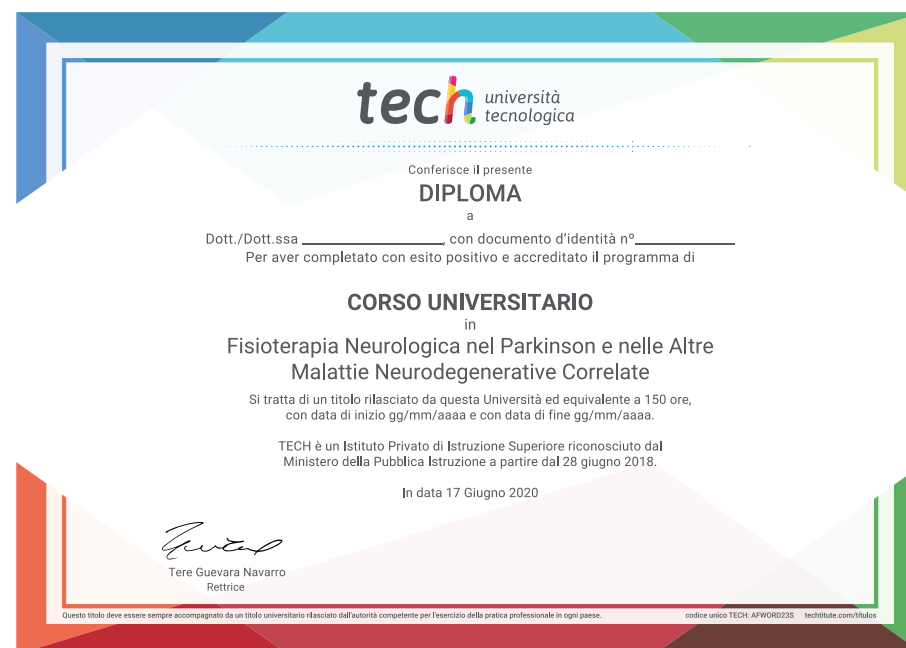 tech università
tecnologica
Conferisce il presente
DIPLOMA
a
Dott./Dott.ssa ____________________, con documento d'identità nº______________
Per aver completato con esito positivo e accreditato il programma di
CORSO UNIVERSITARIO
in
Fisioterapia Neurologica nel Parkinson e nelle Altre
Malattie Neurodegenerative Correlate
Si tratta di un titolo rilasciato da questa Università ed equivalente a 150 ore,
con data di inizio gg/mm/aaaa e con data di fine gg/mm/aaaa.
TECH è un Istituto Privato di Istruzione Superiore riconosciuto dal
Ministero della Pubblica Istruzione a partire dal 28 giugno 2018.
In data 17 Giugno 2020
Tere Guevara Navarro
Rettrice
Questo titolo deve essere sempre accompagnato da un titolo universitario rilasciato dall'autorità competente per l'esercizio della pratica professionale in ogni paese. codice unico TECH: AFWORD23S techtitute.com/titulos